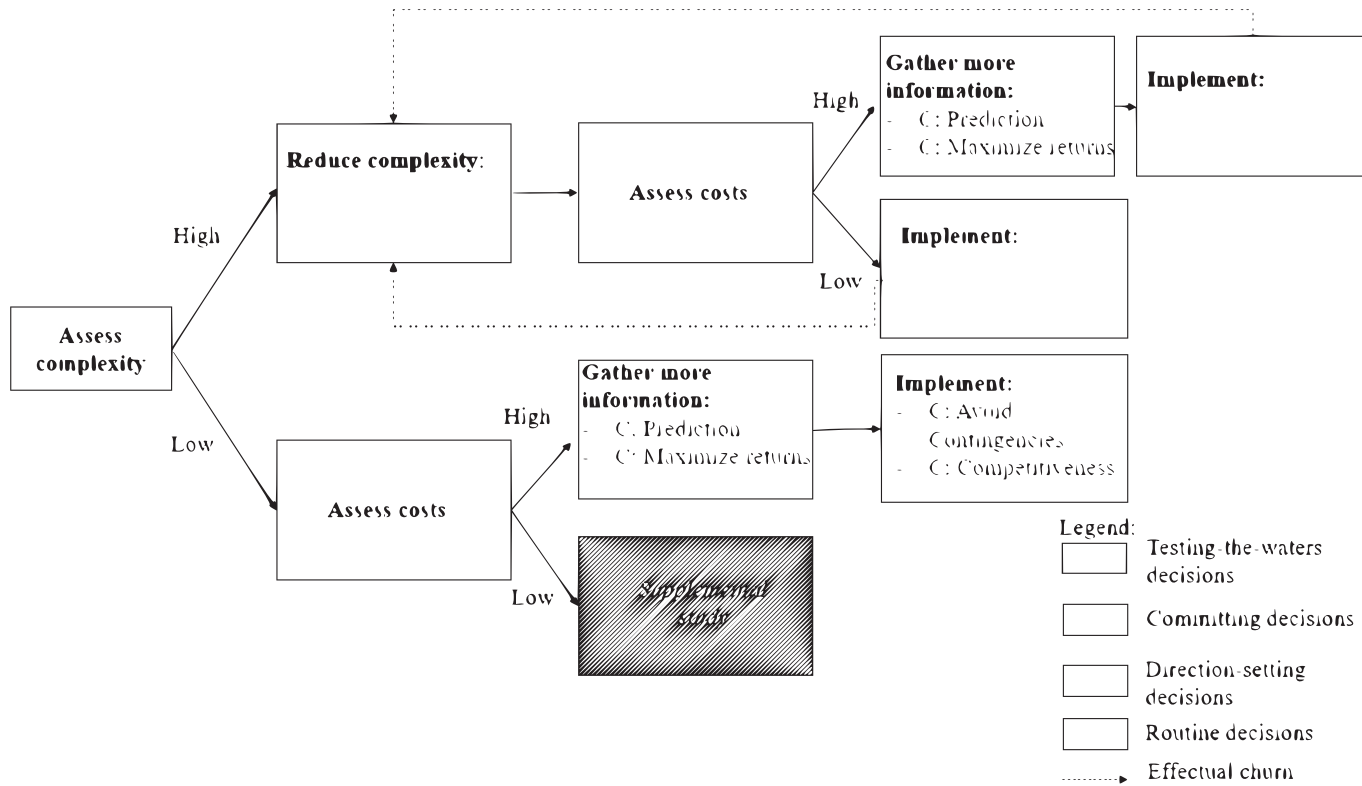 Gather more
information:
- C: Prediction
- C: Maximize returns
Implement:
High
Reduce complexity:
Assess costs
High
Implement:
Low
Assess
complexity
Gather more
information:
- C: Prediction
- C: Maximize returns
Implement:
- C: Avoid
Contingencies
- C: Competitiveness
High
Low
Assess costs
Legend:
Testing-the-waters
decisions
Supplemental
study
Low
Committing decisions
Direction-setting
decisions
Routine decisions
Effectual churn